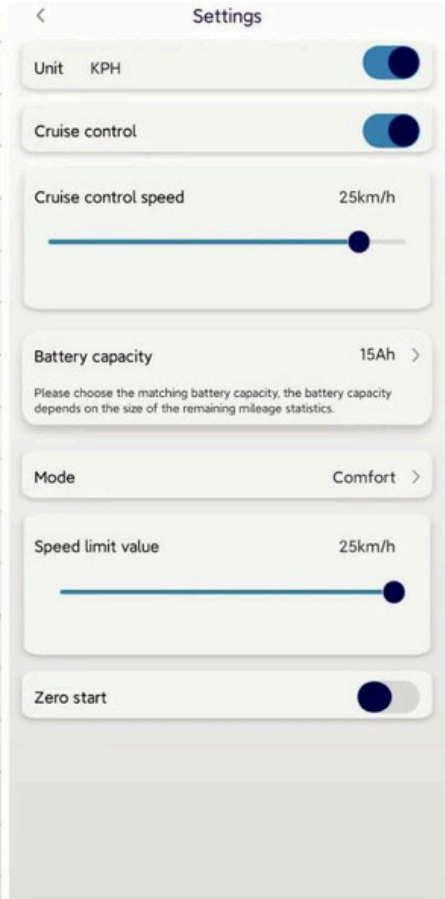 Settings
Unit KPH
Cruise control
Cruise control speed 25km/h
Battery capacity 15Ah
Please choose the matching battery capacity, the battery capacity
depends on the size of the remaining mileage statistics.
Mode Comfort
Speed limit value 25km/h
Zero start